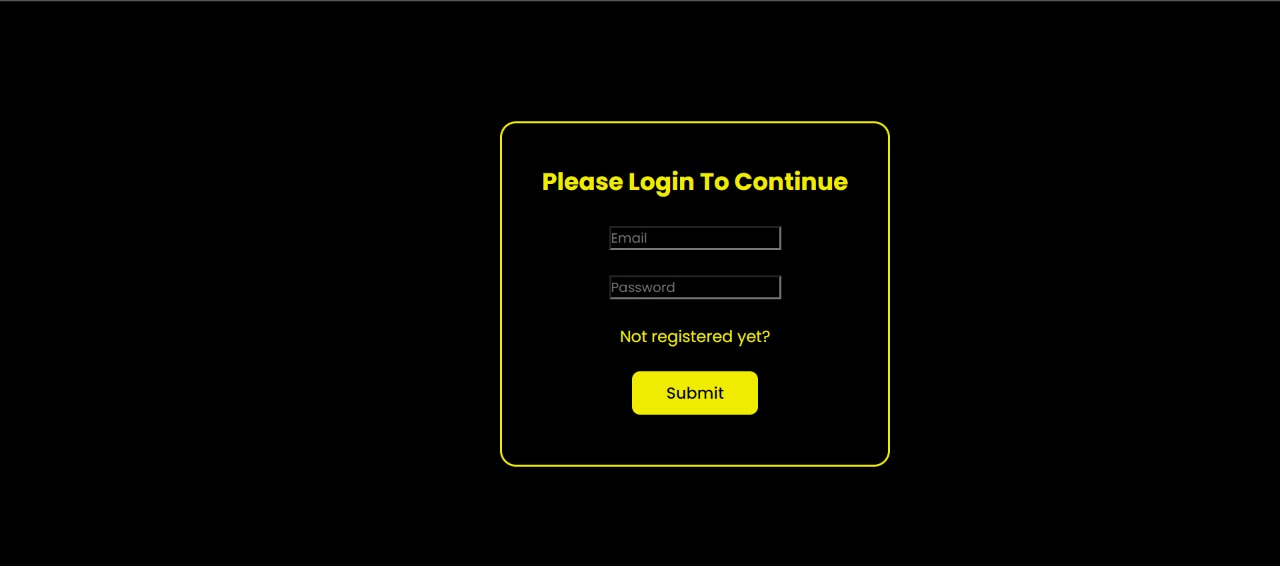 Please Login To Continue
Email
Password
Not registered yet?
Submit